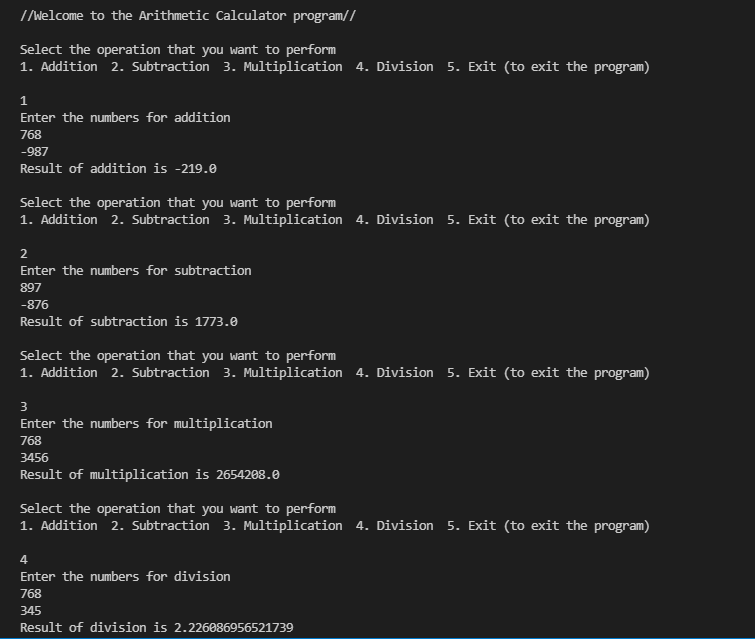 //Welcome to the Arithmetic Calculator program//
Select the operation that you want to perform
1. Addition  2. Subtraction  3. Multiplication  4. Division  5. Exit (to exit the program)
1
Enter the numbers for addition
768
-987
Result of addition is -219.0
Select the operation that you want to perform
1. Addition  2. Subtraction  3. Multiplication  4. Division  5. Exit (to exit the program)
2
Enter the numbers for subtraction
897
-876
Result of subtraction is 1773.0
Select the operation that you want to perform
1. Addition  2. Subtraction  3. Multiplication  4. Division  5. Exit (to exit the program)
3
Enter the numbers for multiplication
768
3456
Result of multiplication is 2654208.0
Select the operation that you want to perform
1. Addition  2. Subtraction  3. Multiplication  4. Division  5. Exit (to exit the program)
4
Enter the numbers for division
768
345
Result of division is 2.226086956521739